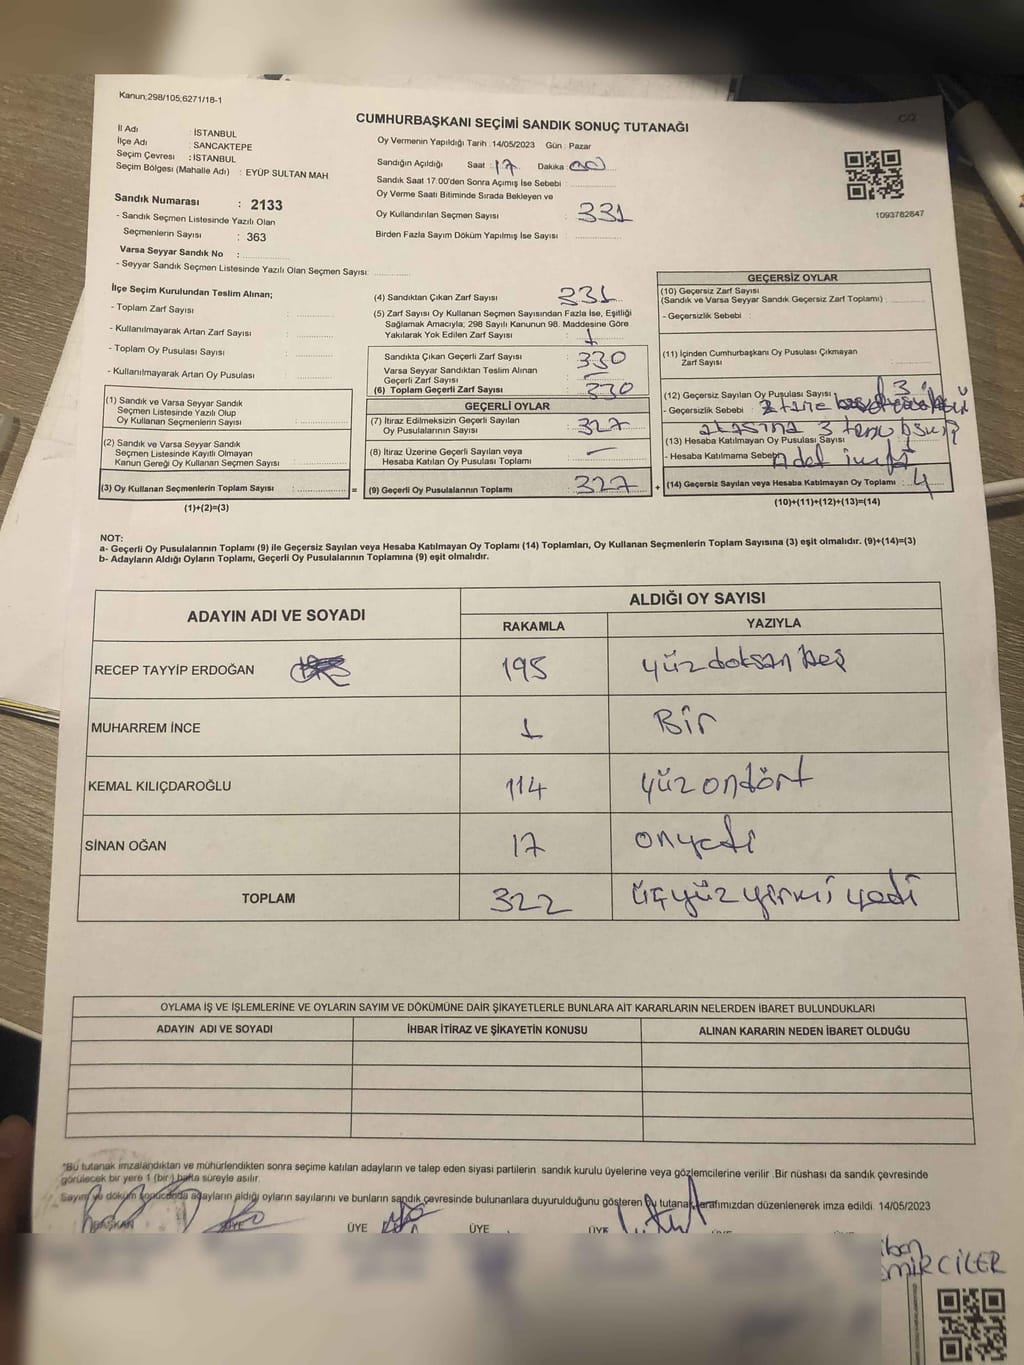 Kanun;298/105,6271/18-1
CUMHURBAŞKANI SEÇİMİ SANDIK SONUÇ TUTANAĞI
İl Adı : İSTANBUL
İlçe Adı : SANCAKTEPE
Seçim Çevresi : İSTANBUL
Seçim Bölgesi (Mahalle Adı) : EYÜP SULTAN MAH
Sandık Numarası : 2133
- Sandık Seçmen Listesinde Yazılı Olan
Seçmenlerin Sayısı : 363
Varsa Seyyar Sandık No :
- Seyyar Sandık Seçmen Listesinde Yazılı Olan Seçmen Sayısı:
Oy Vermenin Yapıldığı Tarih :14/05/2023 Gün : Pazar
Sandığın Açıldığı Saat : 17 Dakika : 00
Sandık Saat 17:00'den Sonra Açımış İse Sebebi :
Oy Verme Saati Bitiminde Sırada Bekleyen ve
Oy Kullandırılan Seçmen Sayısı : 331
Birden Fazla Sayım Döküm Yapılmış İse Sayısı :
1093782847
İlçe Seçim Kurulundan Teslim Alınan;
- Toplam Zarf Sayısı :
- Kullanılmayarak Artan Zarf Sayısı :
- Toplam Oy Pusulası Sayısı :
- Kullanılmayarak Artan Oy Pusulası :
(1) Sandık ve Varsa Seyyar Sandık
Seçmen Listesinde Yazılı Olup
Oy Kullanan Seçmenlerin Sayısı :
(2) Sandık ve Varsa Seyyar Sandık
Seçmen Listesinde Kayıtlı Olmayan
Kanun Gereği Oy Kullanan Seçmen Sayısı :
(3) Oy Kullanan Seçmenlerin Toplam Sayısı :
(1)+(2)=(3)
(4) Sandıktan Çıkan Zarf Sayısı : 331
(5) Zarf Sayısı Oy Kullanan Seçmen Sayısından Fazla İse, Eşitliği
Sağlamak Amacıyla; 298 Sayılı Kanunun 98. Maddesine Göre
Yakılarak Yok Edilen Zarf Sayısı : 1
Sandıkta Çıkan Geçerli Zarf Sayısı : 330
Varsa Seyyar Sandıktan Teslim Alınan
Geçerli Zarf Sayısı : —
(6) Toplam Geçerli Zarf Sayısı : 330
GEÇERLİ OYLAR
(7) İtiraz Edilmeksizin Geçerli Sayılan
Oy Pusulalarının Sayısı : 327
(8) İtiraz Üzerine Geçerli Sayılan veya
Hesaba Katılan Oy Pusulası Toplamı : —
= (9) Geçerli Oy Pusulalarının Toplamı : 327 +
GEÇERSİZ OYLAR
(10) Geçersiz Zarf Sayısı
(Sandık ve Varsa Seyyar Sandık Geçersiz Zarf Toplamı) :
- Geçersizlik Sebebi :
(11) İçinden Cumhurbaşkanı Oy Pusulası Çıkmayan
Zarf Sayısı :
(12) Geçersiz Sayılan Oy Pusulası Sayısı : 3
- Geçersizlik Sebebi :
3
(13) Hesaba Katılmayan Oy Pusulası Sayısı :
- Hesaba Katılmama Sebebi : Adet
(14) Geçersiz Sayılan veya Hesaba Katılmayan Oy Toplamı : 4
(10)+(11)+(12)+(13)=(14)
NOT:
a- Geçerli Oy Pusulalarının Toplamı (9) ile Geçersiz Sayılan veya Hesaba Katılmayan Oy Toplamı (14) Toplamları, Oy Kullanan Seçmenlerin Toplam Sayısına (3) eşit olmalıdır. (9)+(14)=(3)
b- Adayların Aldığı Oyların Toplamı, Geçerli Oy Pusulalarının Toplamına (9) eşit olmalıdır.
ADAYIN ADI VE SOYADI ALDIĞI OY SAYISI
RAKAMLA YAZIYLA
RECEP TAYYİP ERDOĞAN 195 yüzdoksan beş
MUHARREM İNCE 1 Bir
KEMAL KILIÇDAROĞLU 114 yüzondört
SİNAN OĞAN 17 onyedi
TOPLAM 322 üçyüz yirmi yedi
OYLAMA İŞ VE İŞLEMLERİNE VE OYLARIN SAYIM VE DÖKÜMÜNE DAİR ŞİKAYETLERLE BUNLARA AİT KARARLARIN NELERDEN İBARET BULUNDUKLARI
ADAYIN ADI VE SOYADI İHBAR İTİRAZ VE ŞİKAYETİN KONUSU ALINAN KARARIN NEDEN İBARET OLDUĞU
*Bu tutanak imzalandıktan ve mühürlendikten sonra seçime katılan adayların ve talep eden siyasi partilerin sandık kurulu üyelerine veya gözlemcilerine verilir .Bir nüshası da sandık çevresinde
görülecek bir yere 1 (bir) hafta süreyle asılır.
Sayım ve döküm sonucunda adayların aldığı oyların sayılarını ve bunların sandık çevresinde bulunanlara duyurulduğunu gösteren bu tutanak tarafımızdan düzenlenerek imza edildi. 14/05/2023
BAŞKAN ÜYE ÜYE ÜYE ÜYE